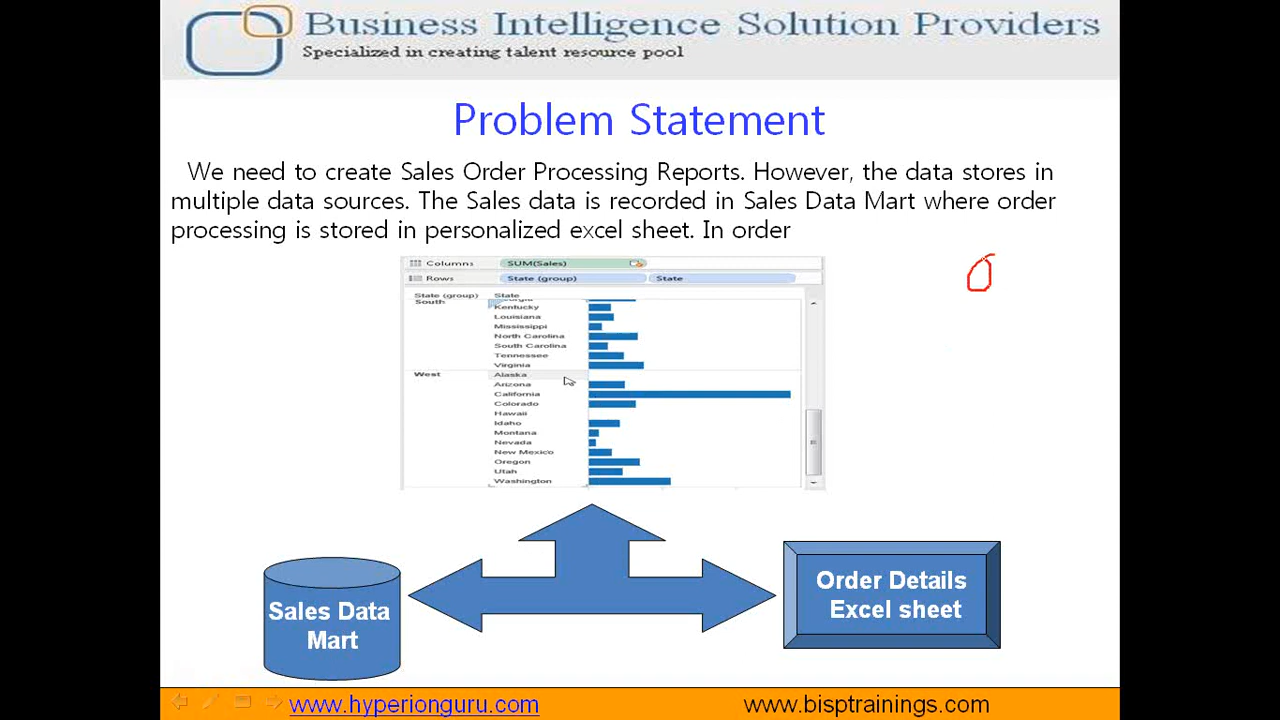 Business Intelligence Solution Providers
Specialized in creating talent resource pool
Problem Statement
We need to create Sales Order Processing Reports. However, the data stores in
multiple data sources. The Sales data is recorded in Sales Data Mart where order
processing is stored in personalized excel sheet. In order
Columns SUM(Sales)
Rows State (group) State
State (group) State
South
Kentucky
Louisiana
Mississippi
North Carolina
South Carolina
Tennessee
Virginia
West Alaska
Arizona
California
Colorado
Hawaii
Idaho
Montana
Nevada
New Mexico
Oregon
Utah
Washington
Sales Data
Mart
Order Details
Excel sheet
www.hyperionguru.com www.bisptrainings.com